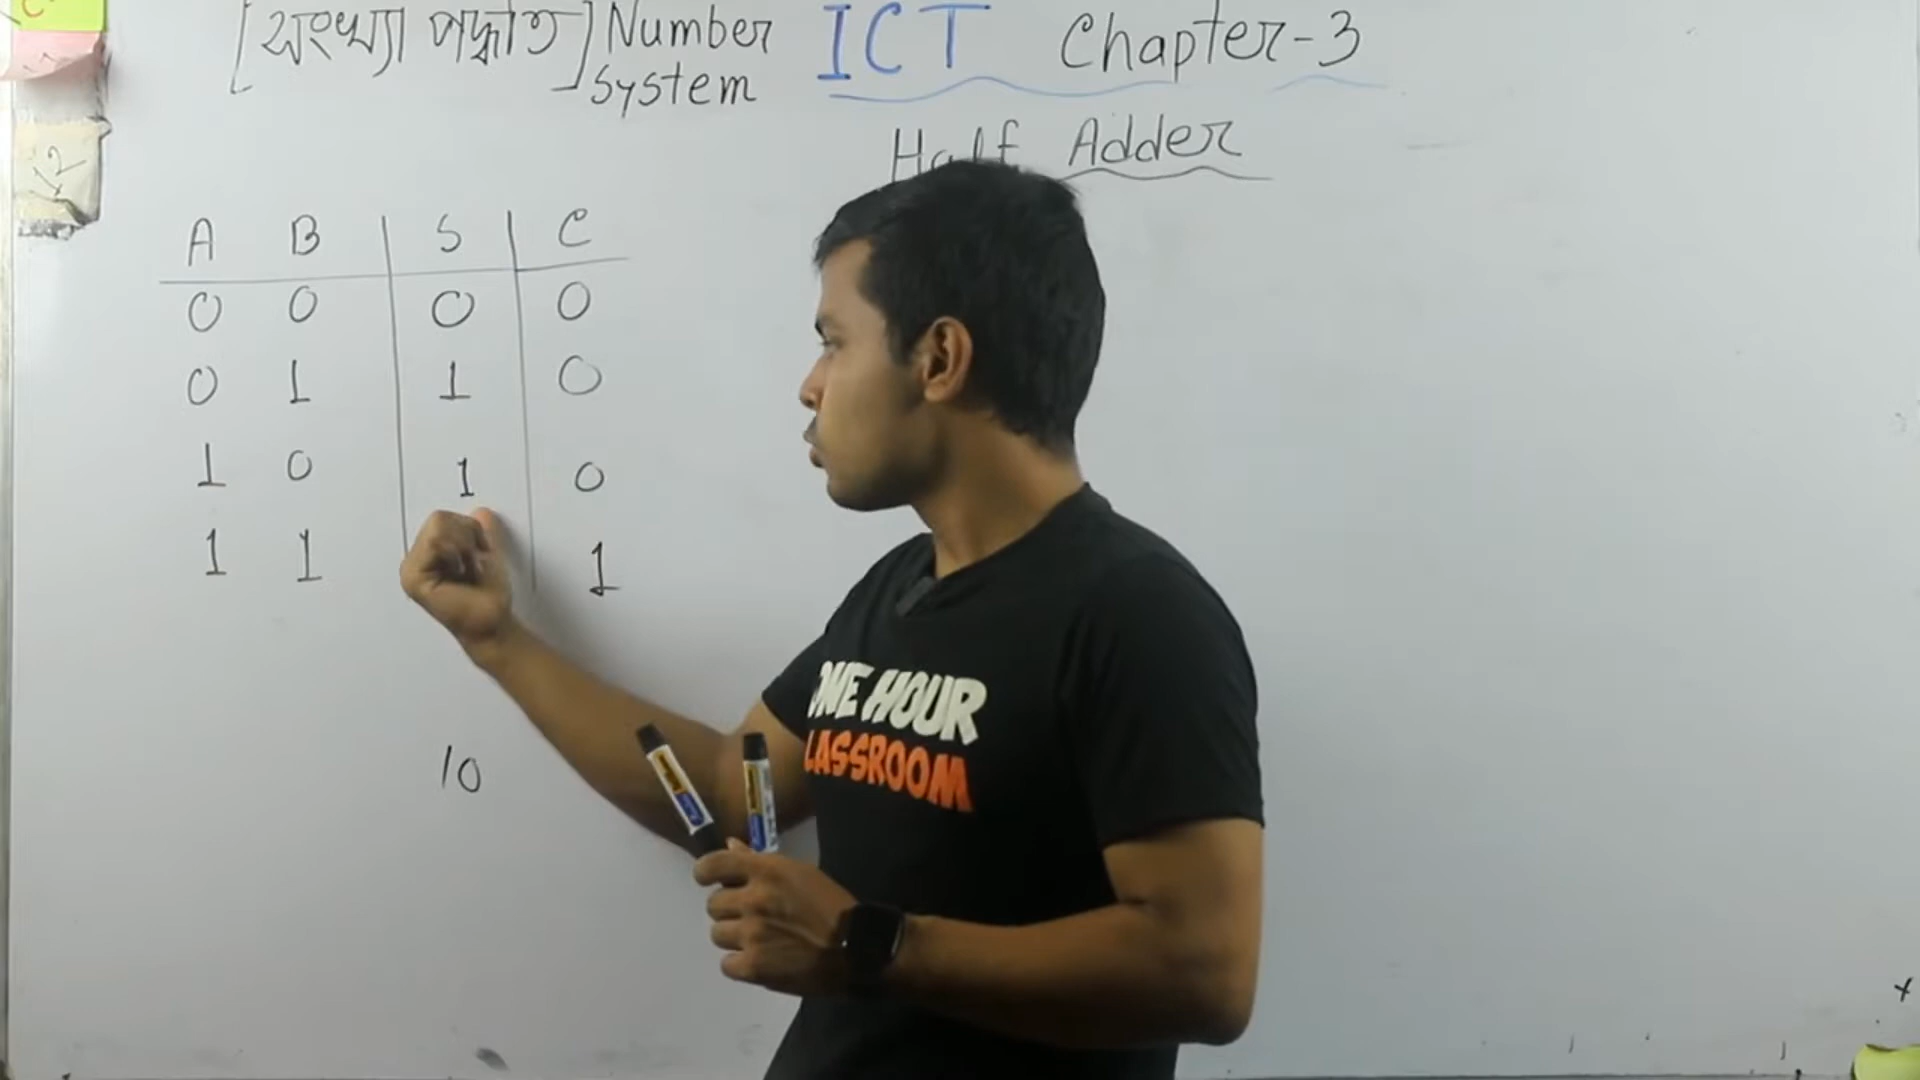 [সংখ্যা পদ্ধতি] Number System
ICT Chapter-3
Half Adder
A B S C
0 0 0 0
0 1 1 0
1 0 1 0
1 1 1
10
ONE HOUR
LASSROOM